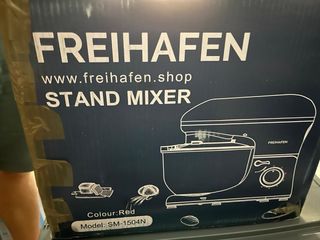 FREIHAFEN
www.freihafen.shop
STAND MIXER
FREIHAFEN
Colour:Red
Model: SM-1504N